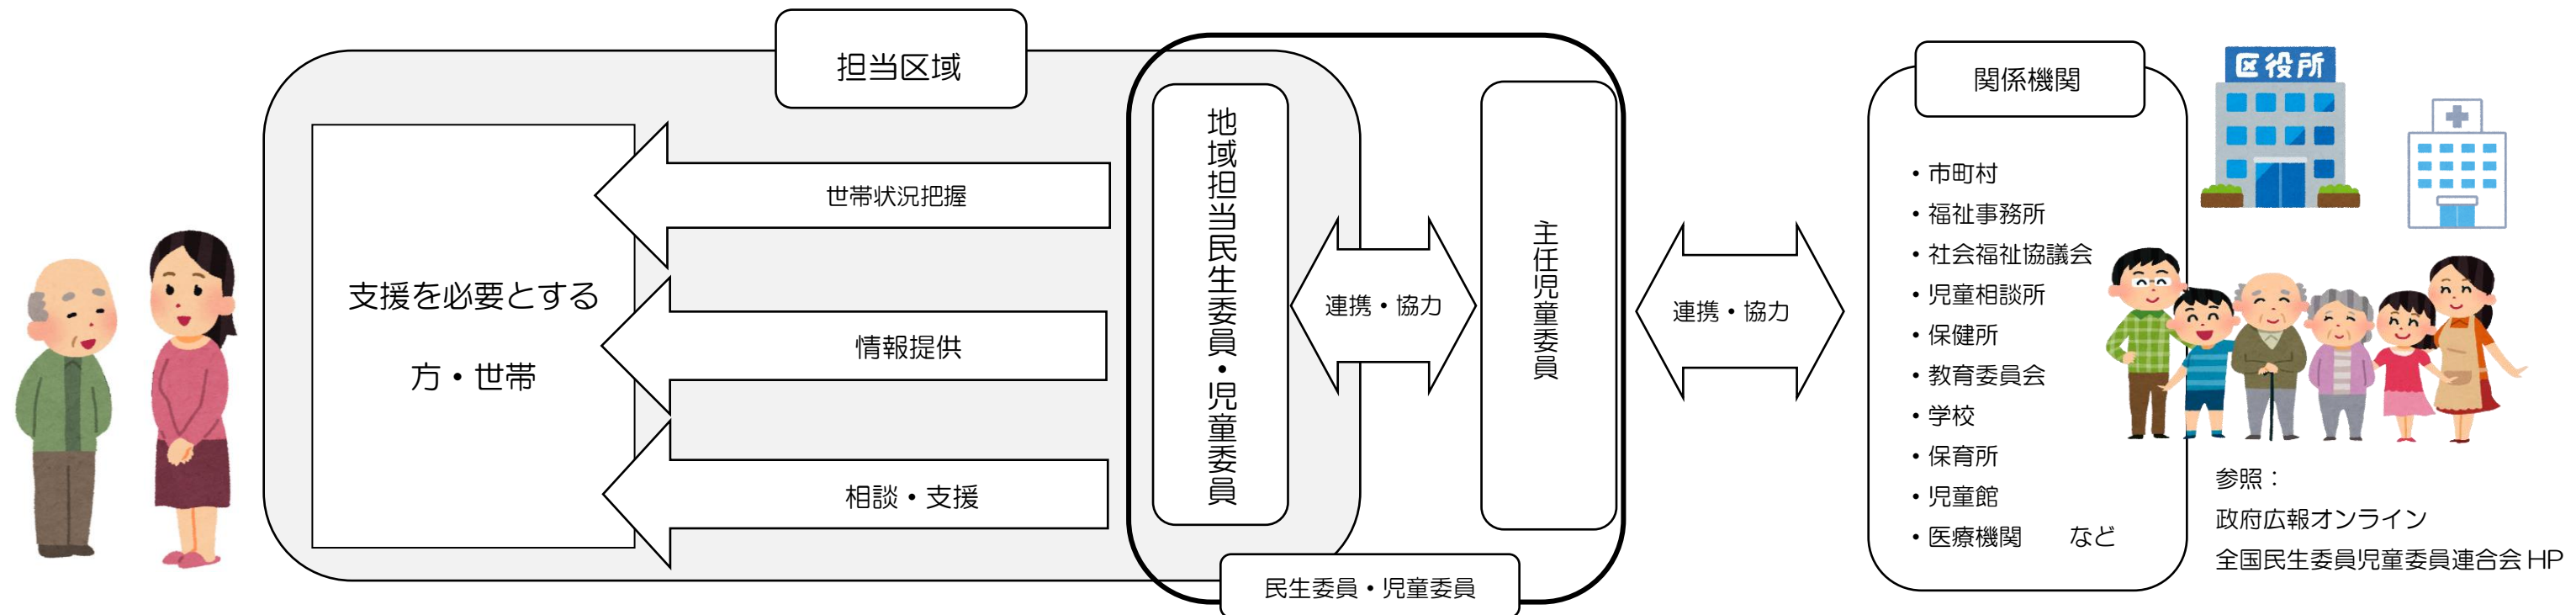 担当区域
支援を必要とする
方・世帯
世帯状況把握
情報提供
相談・支援
地域担当民生委員・児童委員
連携・協力
主任児童委員
民生委員・児童委員
連携・協力
関係機関
・市町村
・福祉事務所
・社会福祉協議会
・児童相談所
・保健所
・教育委員会
・学校
・保育所
・児童館
・医療機関　　など
区役所
参照：
政府広報オンライン
全国民生委員児童委員連合会 HP